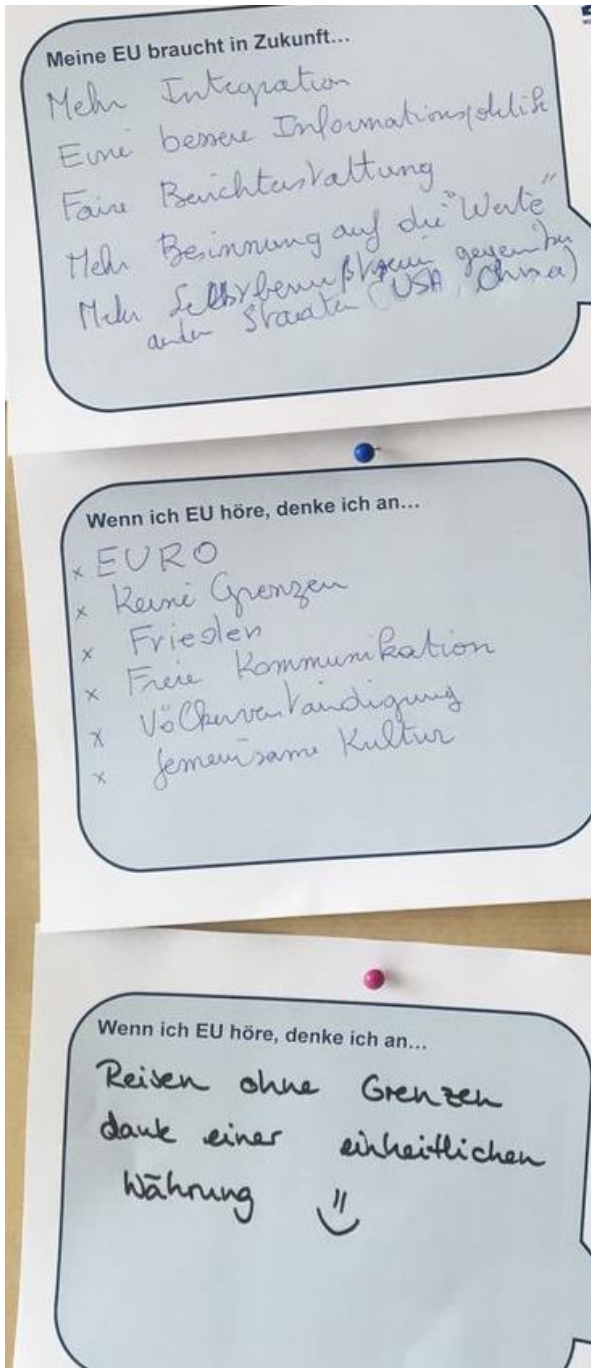 Meine EU braucht in Zukunft...
Mehr Integration
Eine bessere Informationspolitik
Faire Berichterstattung
Mehr Besinnung auf die "Werte"
Mehr Selbstbewußtsein gegenüber
anden Staaten (USA, China)
Wenn ich EU höre, denke ich an...
x EURO
x Keine Grenzen
x Frieden
x Freie Kommunikation
x Völkerverständigung
x gemeinsame Kultur
Wenn ich EU höre, denke ich an...
Reisen ohne Grenzen
dank einer einheitlichen
Währung